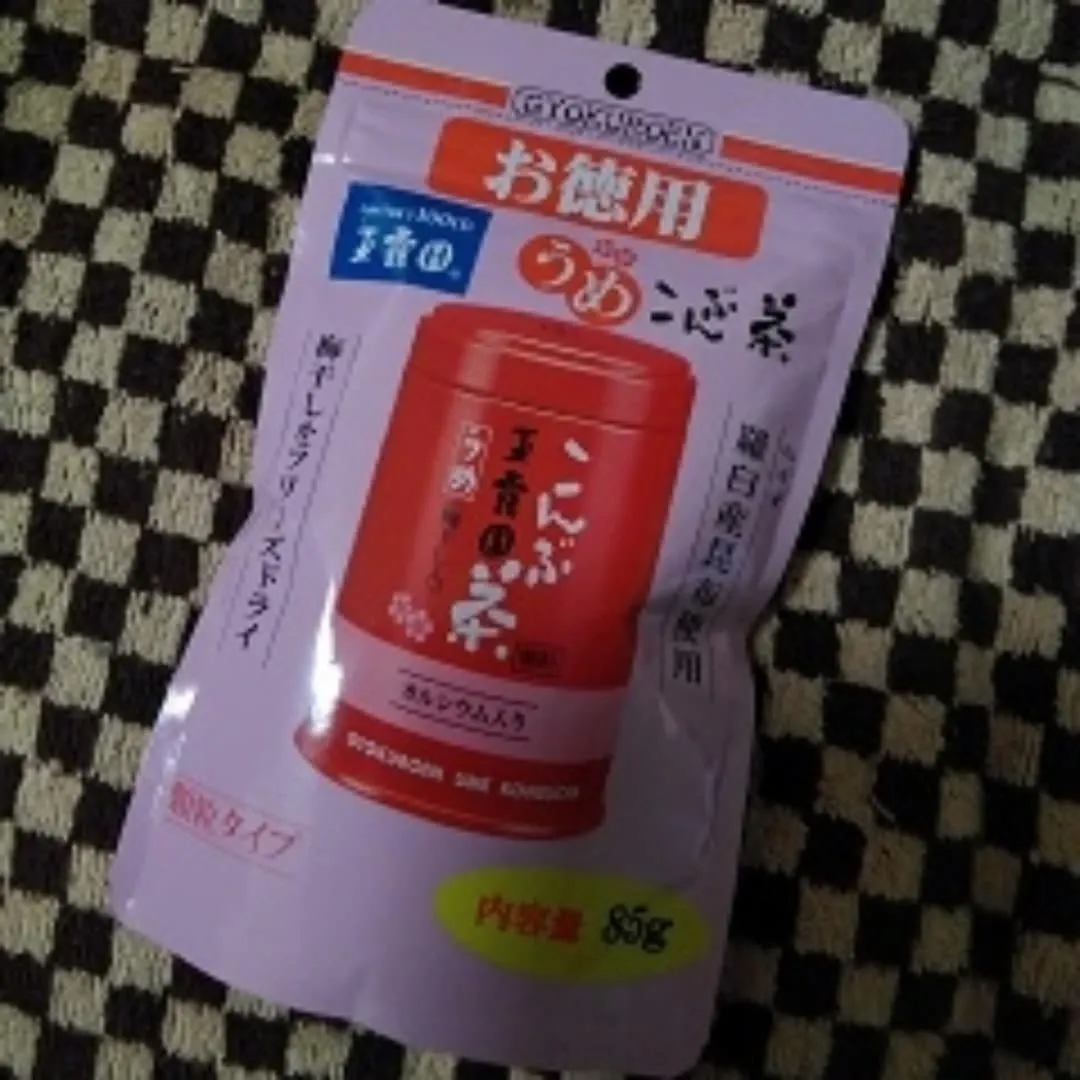 GYOKUROEN
お徳用
玉露園
うめ
こんぶ茶
梅干しをフリーズドライ
羅臼産昆布使用
こんぶ茶
玉露園
うめ
カルシウム入り
GYOKUROEN UME KOMBUCHA
顆粒タイプ
内容量 85g